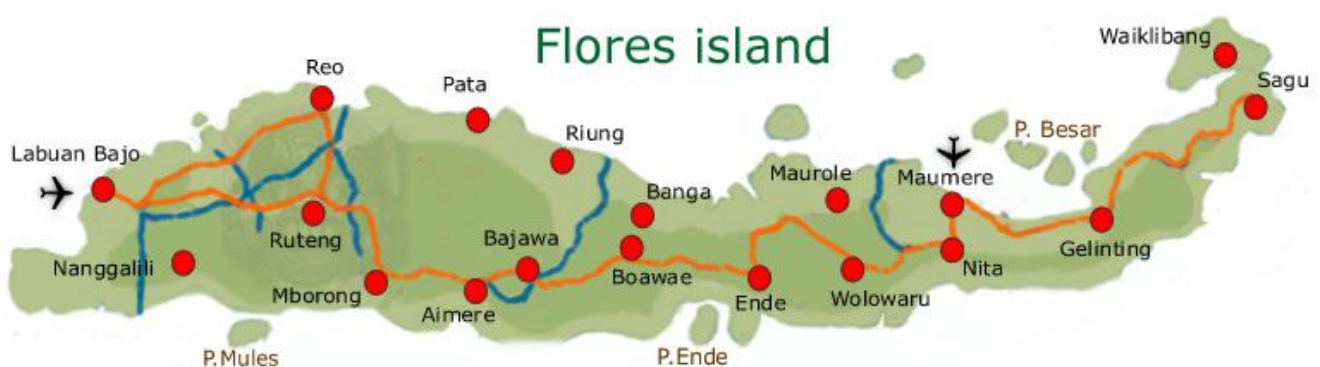 Flores island
Waiklibang
Sagu
Reo
Pata
P. Besar
Riung
Labuan Bajo
Maurole
Maumere
Banga
Ruteng
Bajawa
Nanggalili
Boawae
Nita
Gelinting
Mborong
Aimere
Ende
Wolowaru
P.Mules
P.Ende